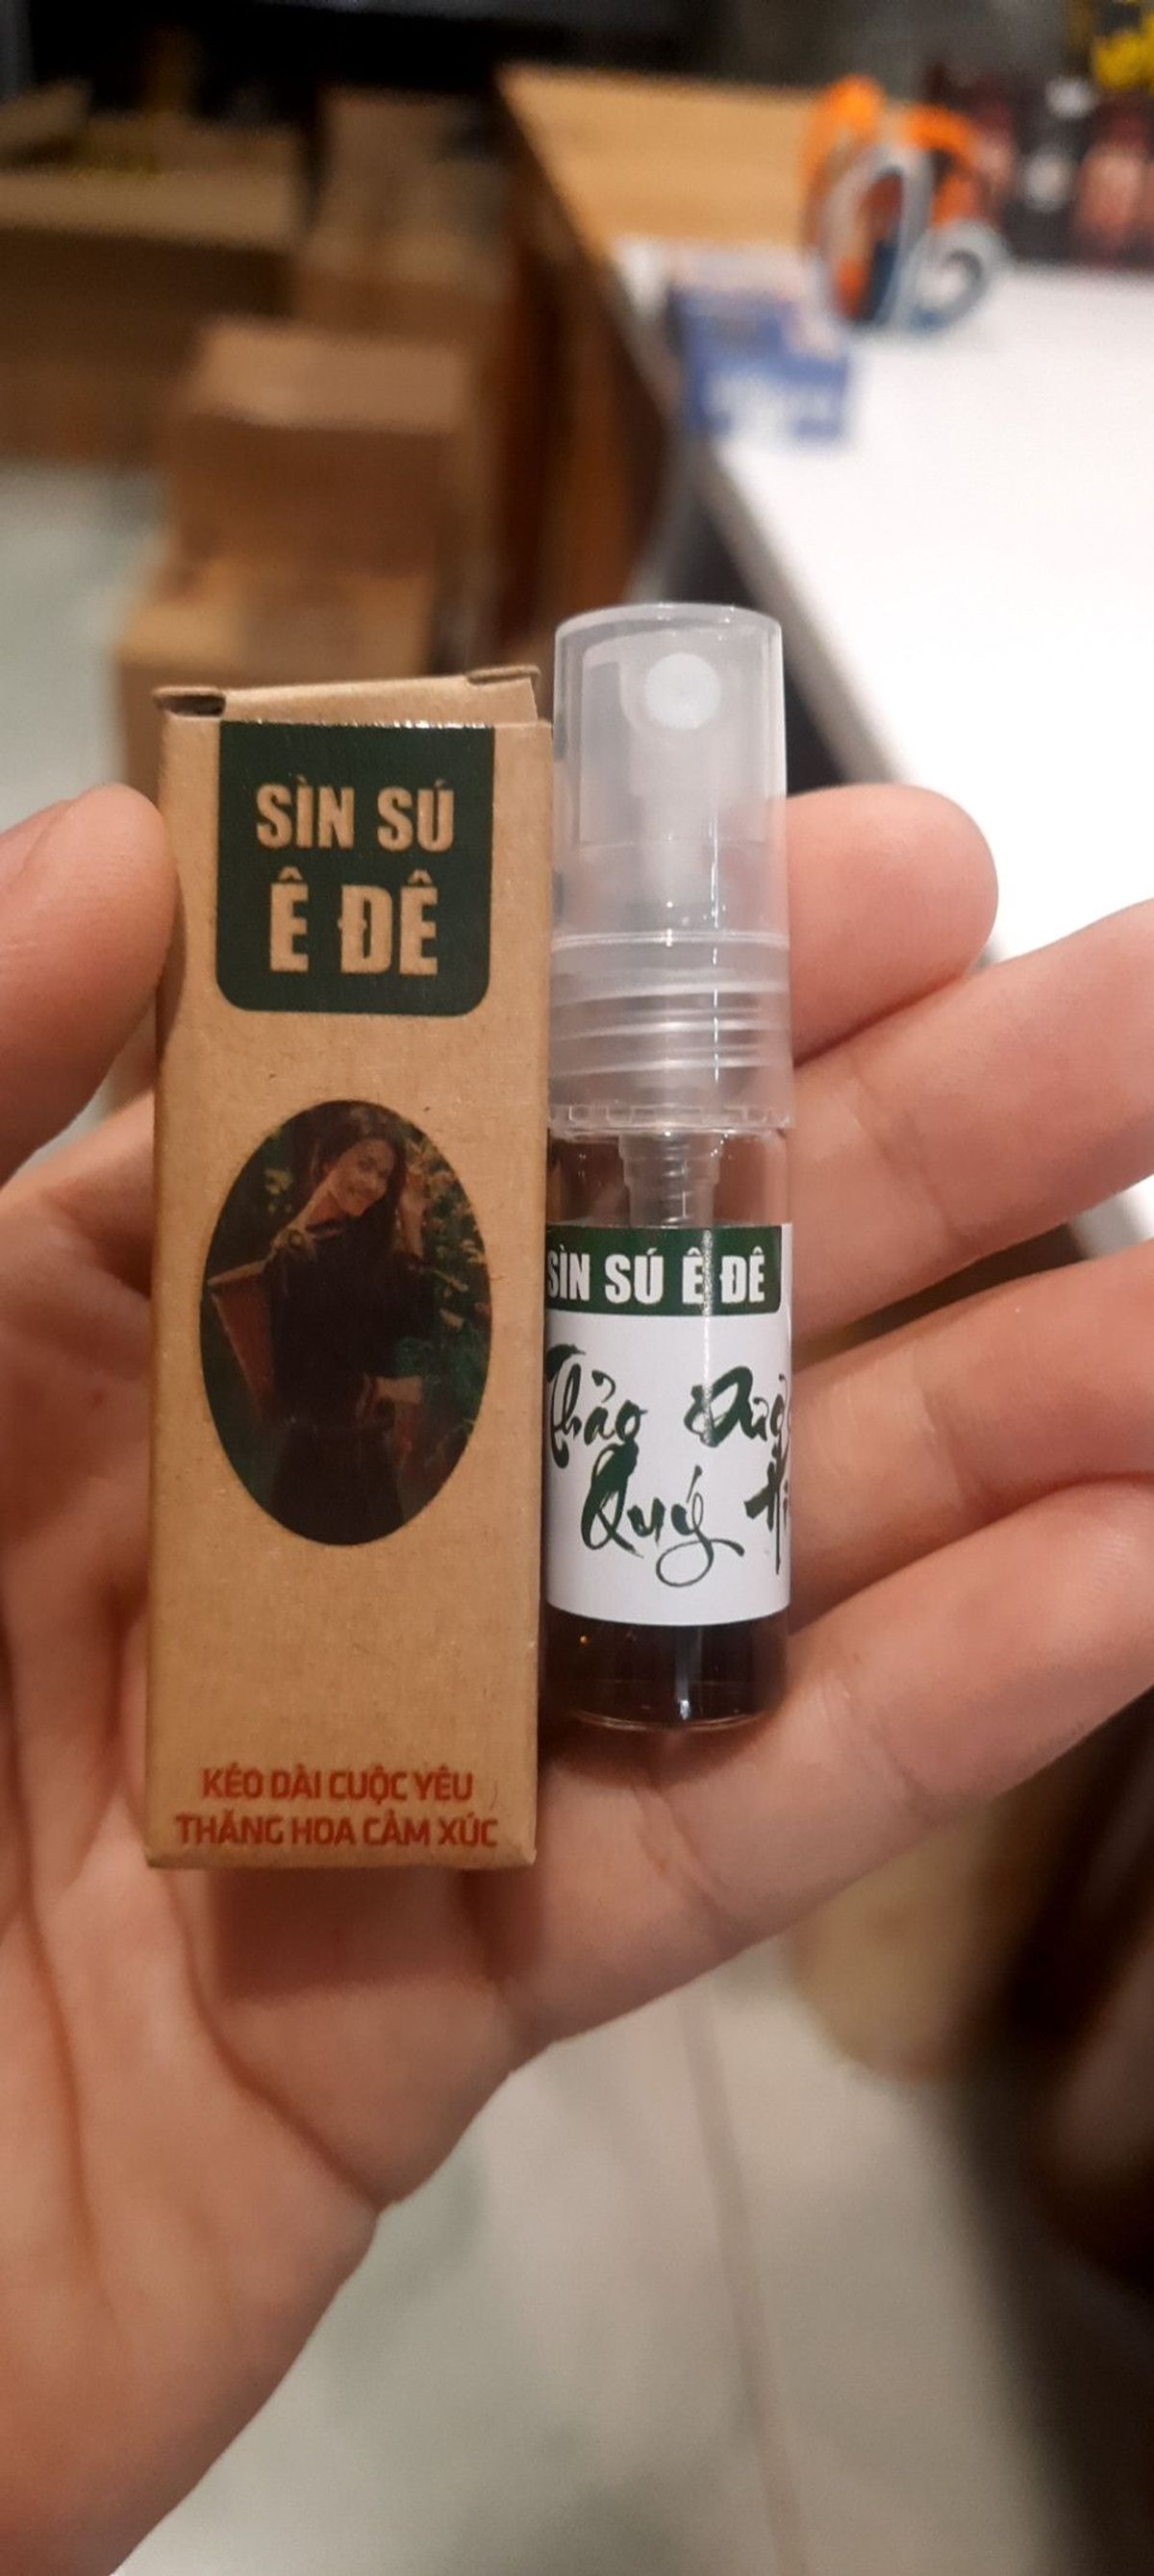 SÌN SÚ
Ê ĐÊ
KÉO DÀI CUỘC YÊU
THĂNG HOA CẢM XÚC
SÌN SÚ Ê ĐÊ
Thảo
Quý